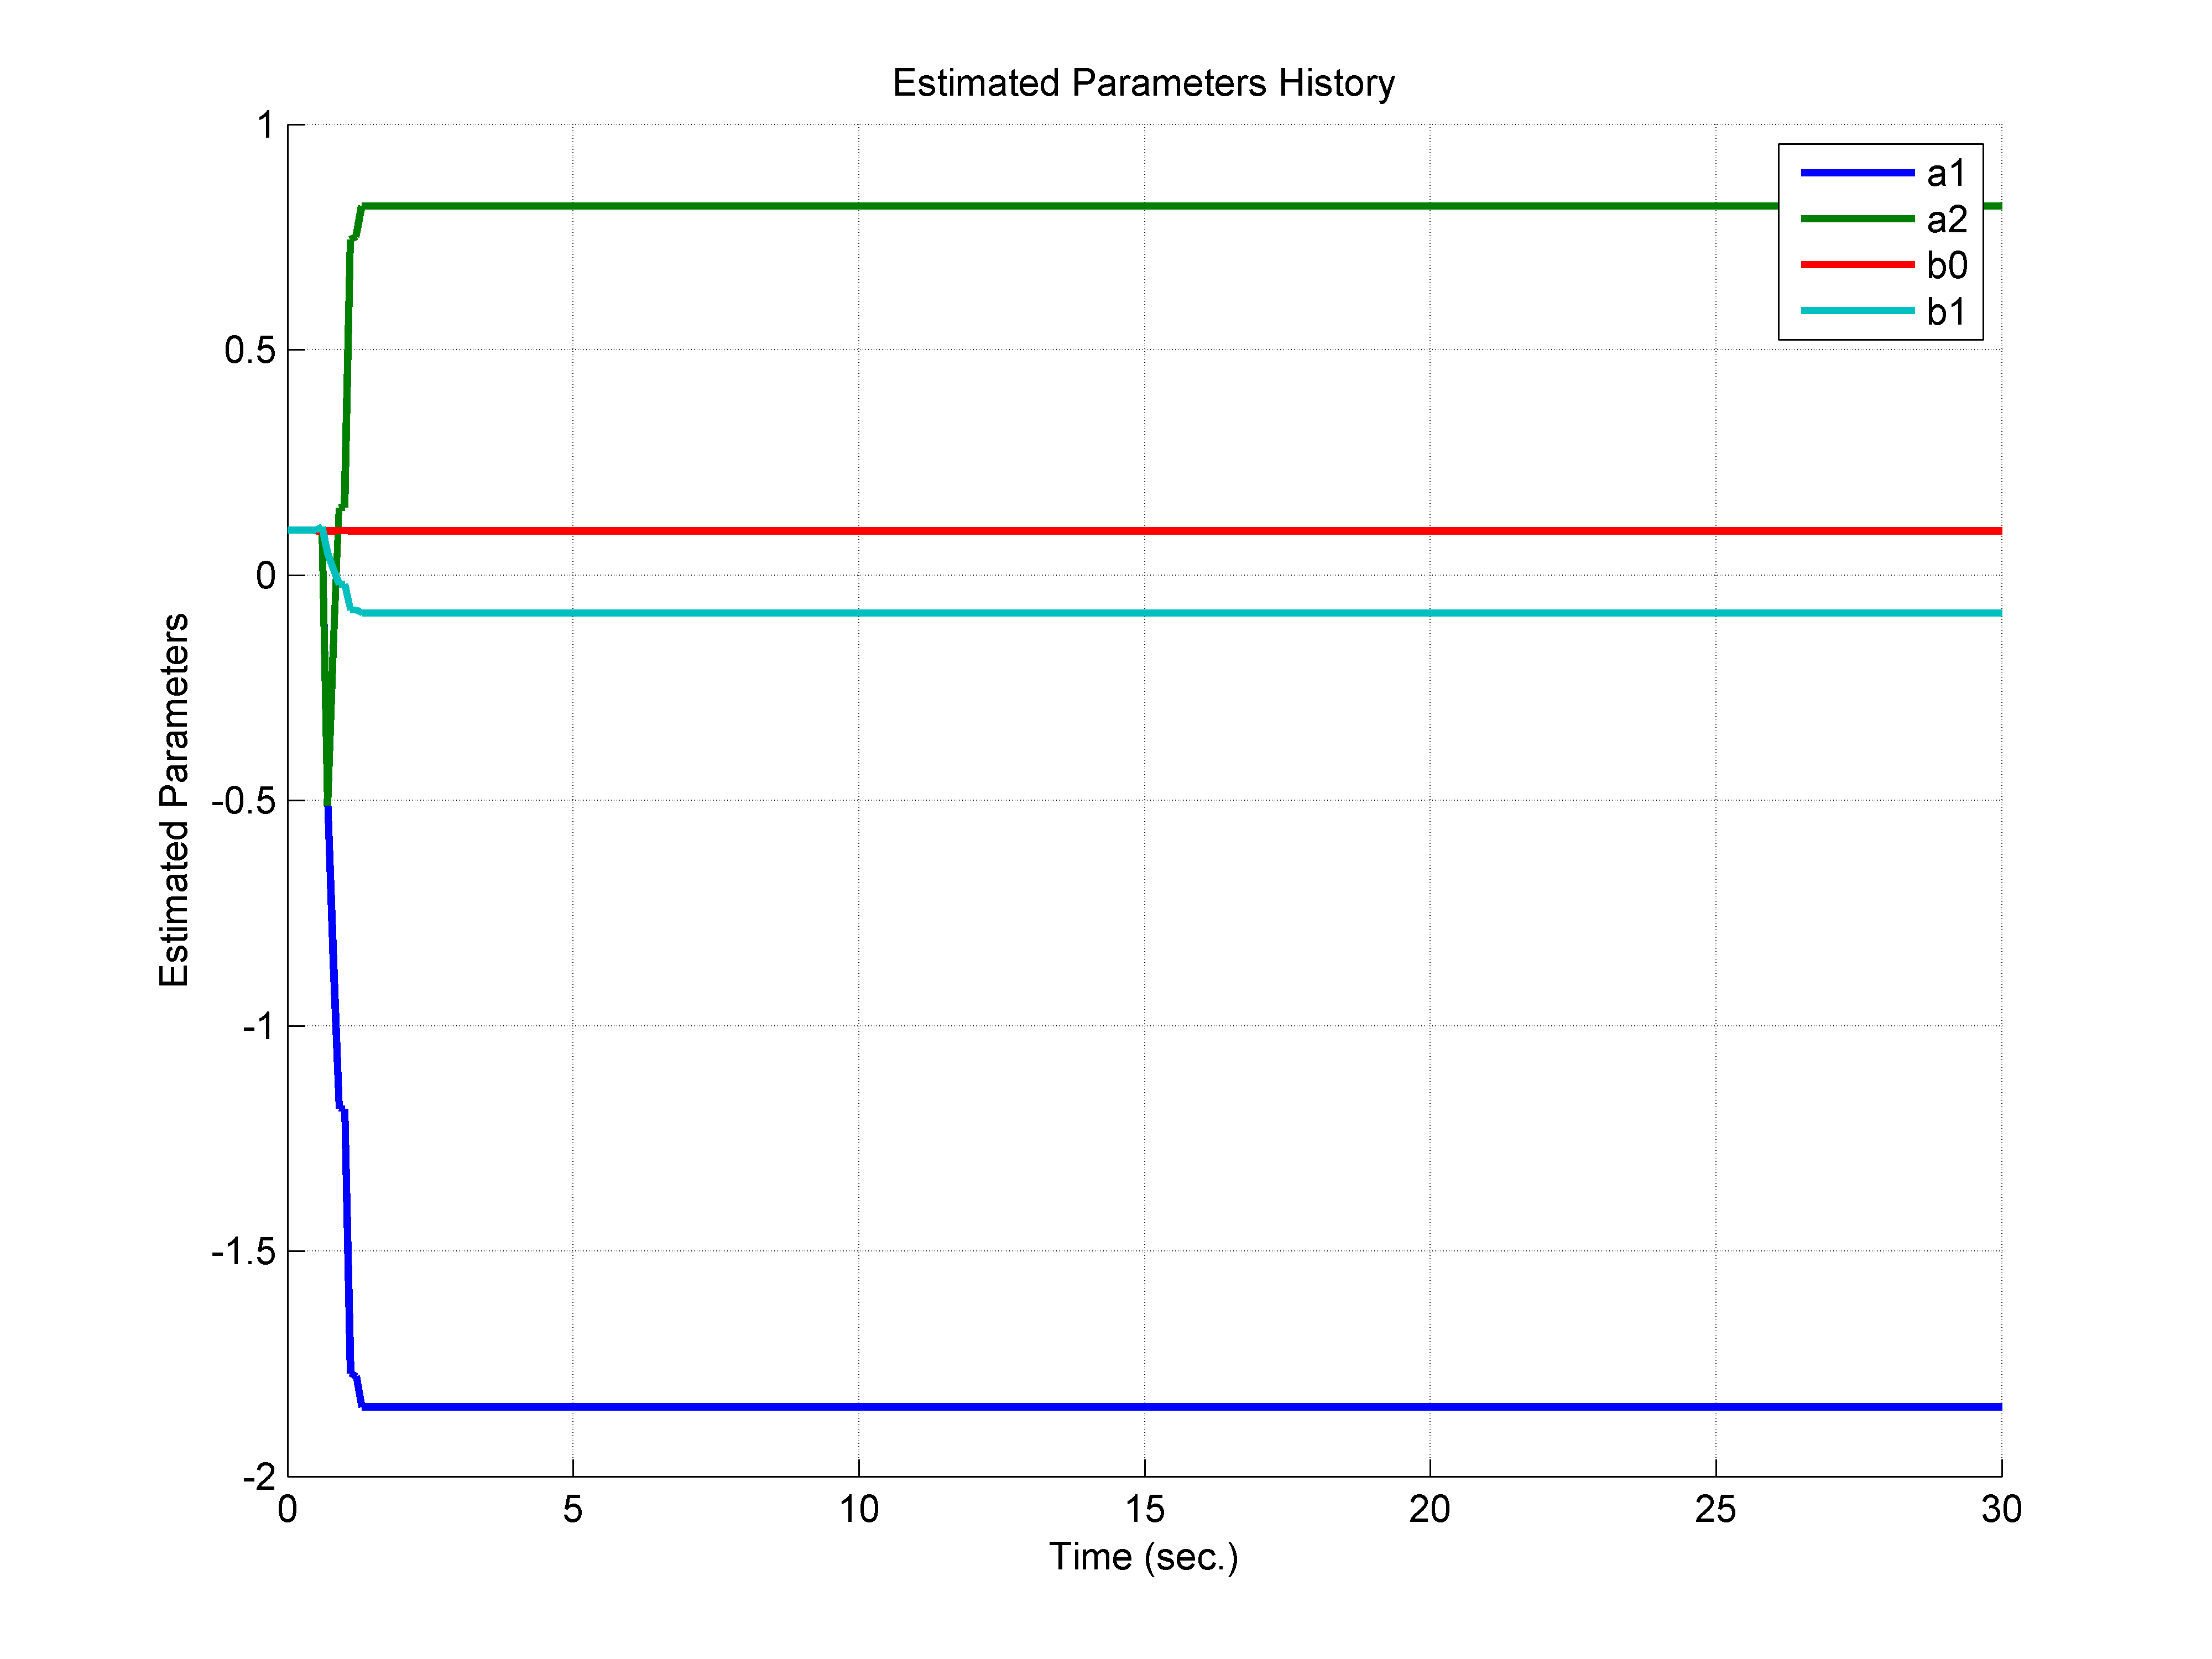 Estimated Parameters History
1
0.5
0
-0.5
-1
-1.5
-2
Estimated Parameters
a1
a2
b0
b1
0 5 10 15 20 25 30
Time (sec.)